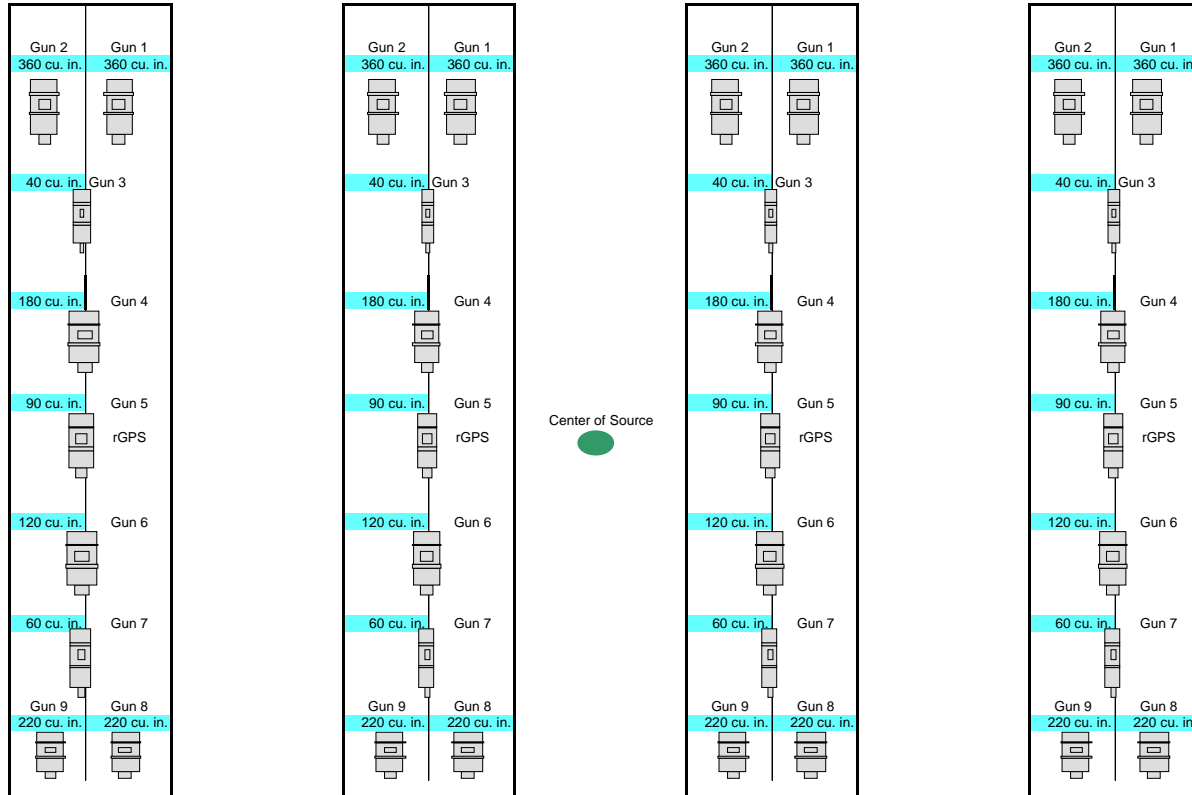 Gun 2 Gun 1 Gun 2 Gun 1 Gun 2 Gun 1 Gun 2 Gun 1
360 cu. in. 360 cu. in. 360 cu. in. 360 cu. in. 360 cu. in. 360 cu. in. 360 cu. in. 360 cu. in
40 cu. in. Gun 3 40 cu. in. Gun 3 40 cu. in. Gun 3 40 cu. in. Gun 3
180 cu. in. Gun 4 180 cu. in. Gun 4 180 cu. in. Gun 4 180 cu. in. Gun 4
90 cu. in. Gun 5 90 cu. in. Gun 5 90 cu. in. Gun 5 90 cu. in. Gun 5
Center of Source
rGPS rGPS rGPS rGPS
120 cu. in. Gun 6 120 cu. in. Gun 6 120 cu. in. Gun 6 120 cu. in. Gun 6
60 cu. in. Gun 7 60 cu. in. Gun 7 60 cu. in. Gun 7 60 cu. in. Gun 7
Gun 9 Gun 8 Gun 9 Gun 8 Gun 9 Gun 8 Gun 9 Gun 8
220 cu. in. 220 cu. in. 220 cu. in. 220 cu. in. 220 cu. in. 220 cu. in. 220 cu. in. 220 cu. in